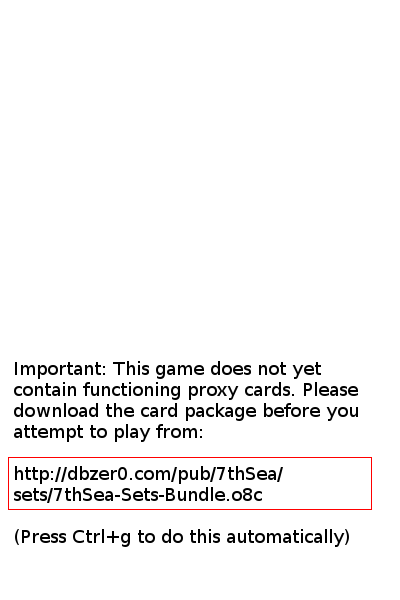 Important: This game does not yet
contain functioning proxy cards. Please
download the card package before you
attempt to play from:
http://dbzer0.com/pub/7thSea/
sets/7thSea-Sets-Bundle.o8c
(Press Ctrl+g to do this automatically)